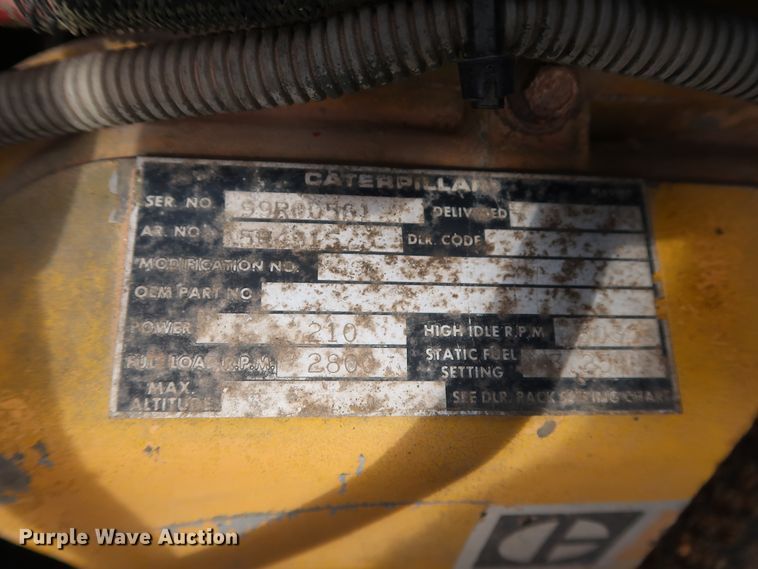 CATERPILLAR
SER. NO. DELIVERED
AR. NO. DLR. CODE
MODIFICATION NO.
OEM PART NO.
POWER 210 HIGH IDLE R.P.M.
FULL LOAD R.P.M. 2800 STATIC FUEL SETTING
MAX. ALTITUDE SEE DLR. RACK SETTING CHART
Purple Wave Auction